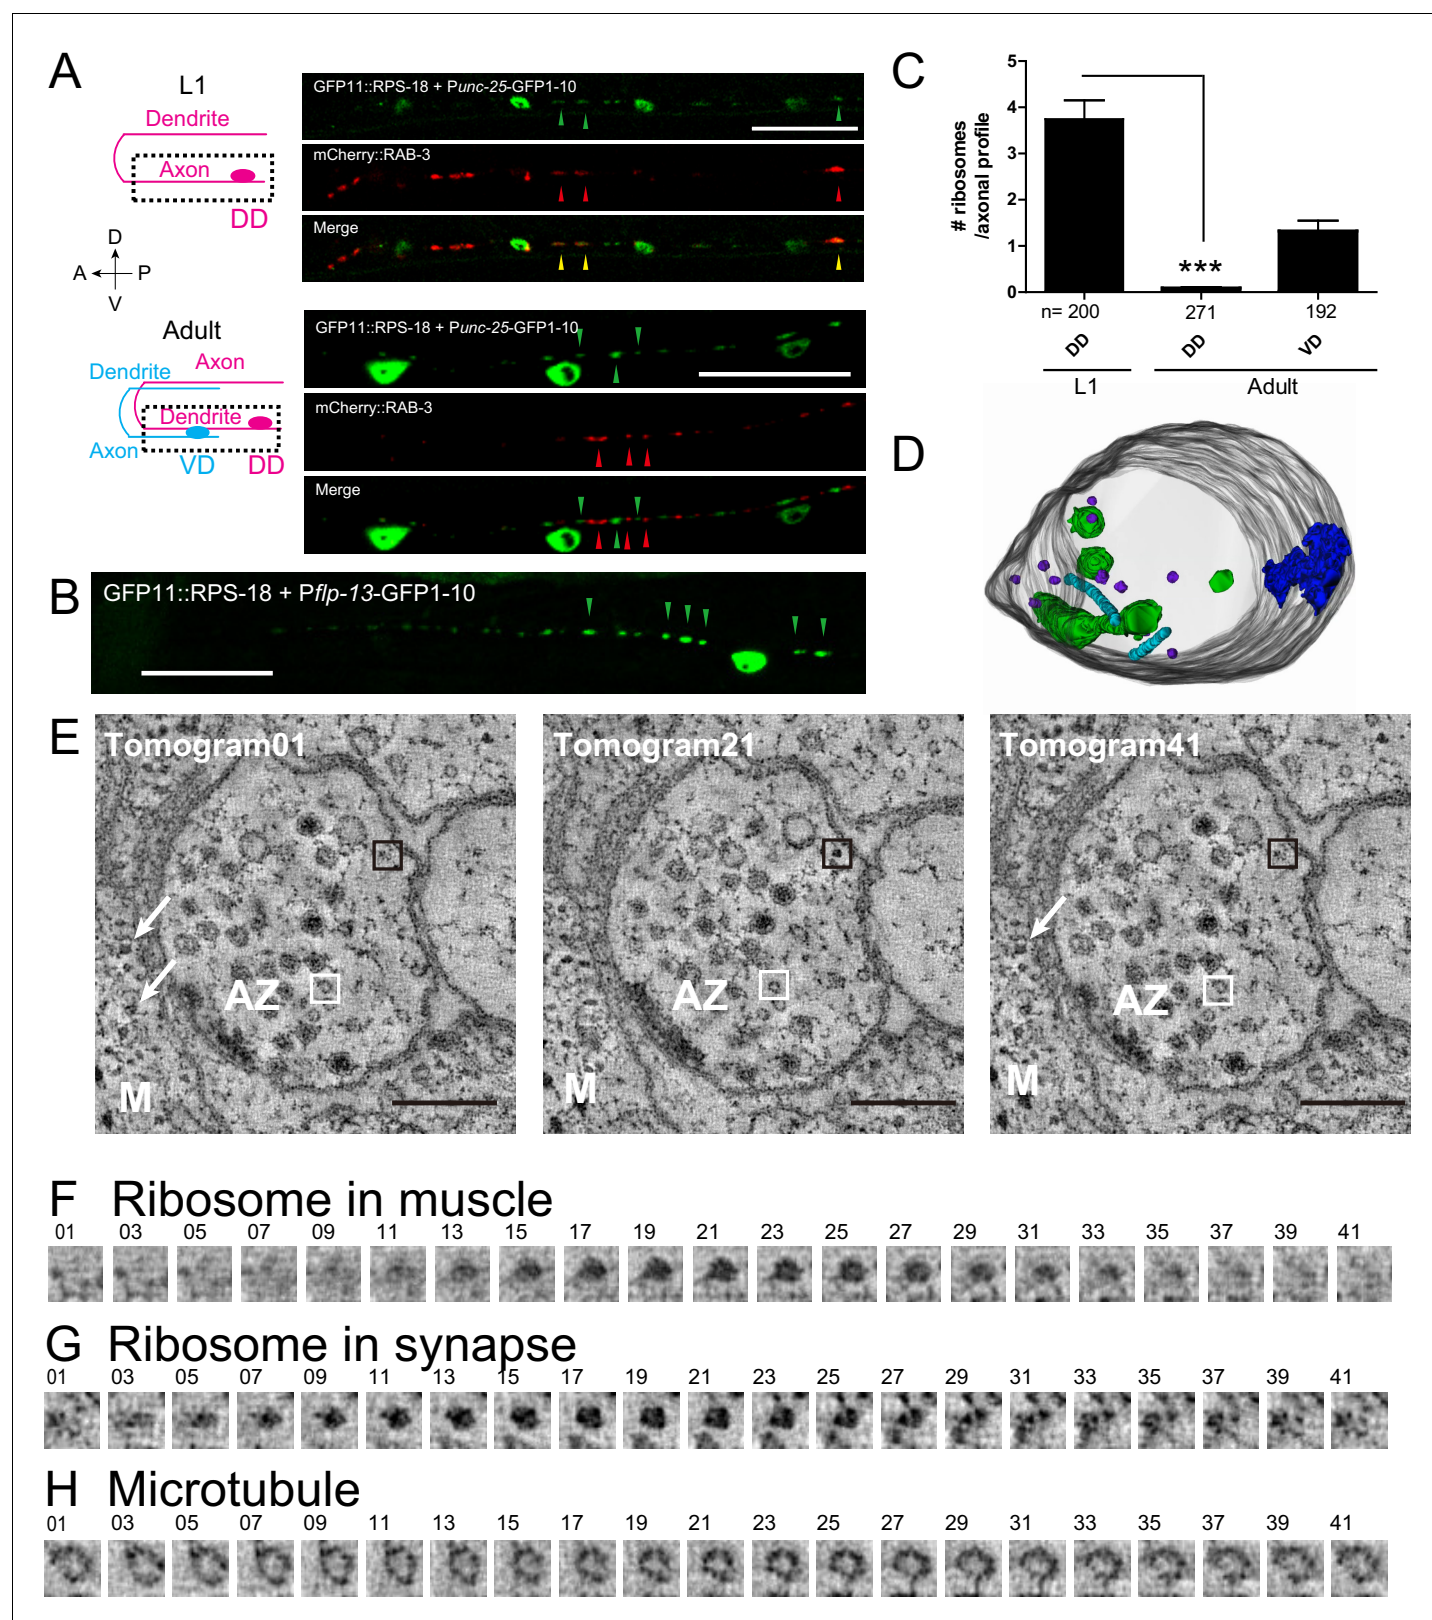 A
L1
Dendrite
Axon
DD
D
A P
V
Adult
Axon
Dendrite
Dendrite
Axon
VD DD
GFP11::RPS-18 + Punc-25-GFP1-10
mCherry::RAB-3
Merge
GFP11::RPS-18 + Punc-25-GFP1-10
mCherry::RAB-3
Merge
B
GFP11::RPS-18 + Pflp-13-GFP1-10
C
# ribosomes
/axonal profile
5
4
3
2
1
0
***
n= 200 271 192
DD DD VD
L1 Adult
D
E
Tomogram01 Tomogram21 Tomogram41
AZ AZ AZ
M M M
F Ribosome in muscle
01 03 05 07 09 11 13 15 17 19 21 23 25 27 29 31 33 35 37 39 41
G Ribosome in synapse
01 03 05 07 09 11 13 15 17 19 21 23 25 27 29 31 33 35 37 39 41
H Microtubule
01 03 05 07 09 11 13 15 17 19 21 23 25 27 29 31 33 35 37 39 41